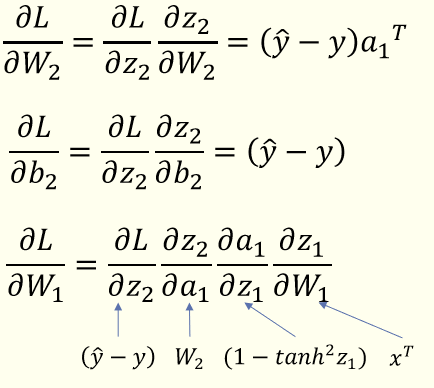 ∂L/∂W₂ = ∂L/∂z₂ ∂z₂/∂W₂ = (ŷ − y)a₁ᵀ
∂L/∂b₂ = ∂L/∂z₂ ∂z₂/∂b₂ = (ŷ − y)
∂L/∂W₁ = ∂L/∂z₂ ∂z₂/∂a₁ ∂a₁/∂z₁ ∂z₁/∂W₁
(ŷ − y) W₂ (1 − tanh²z₁) xᵀ